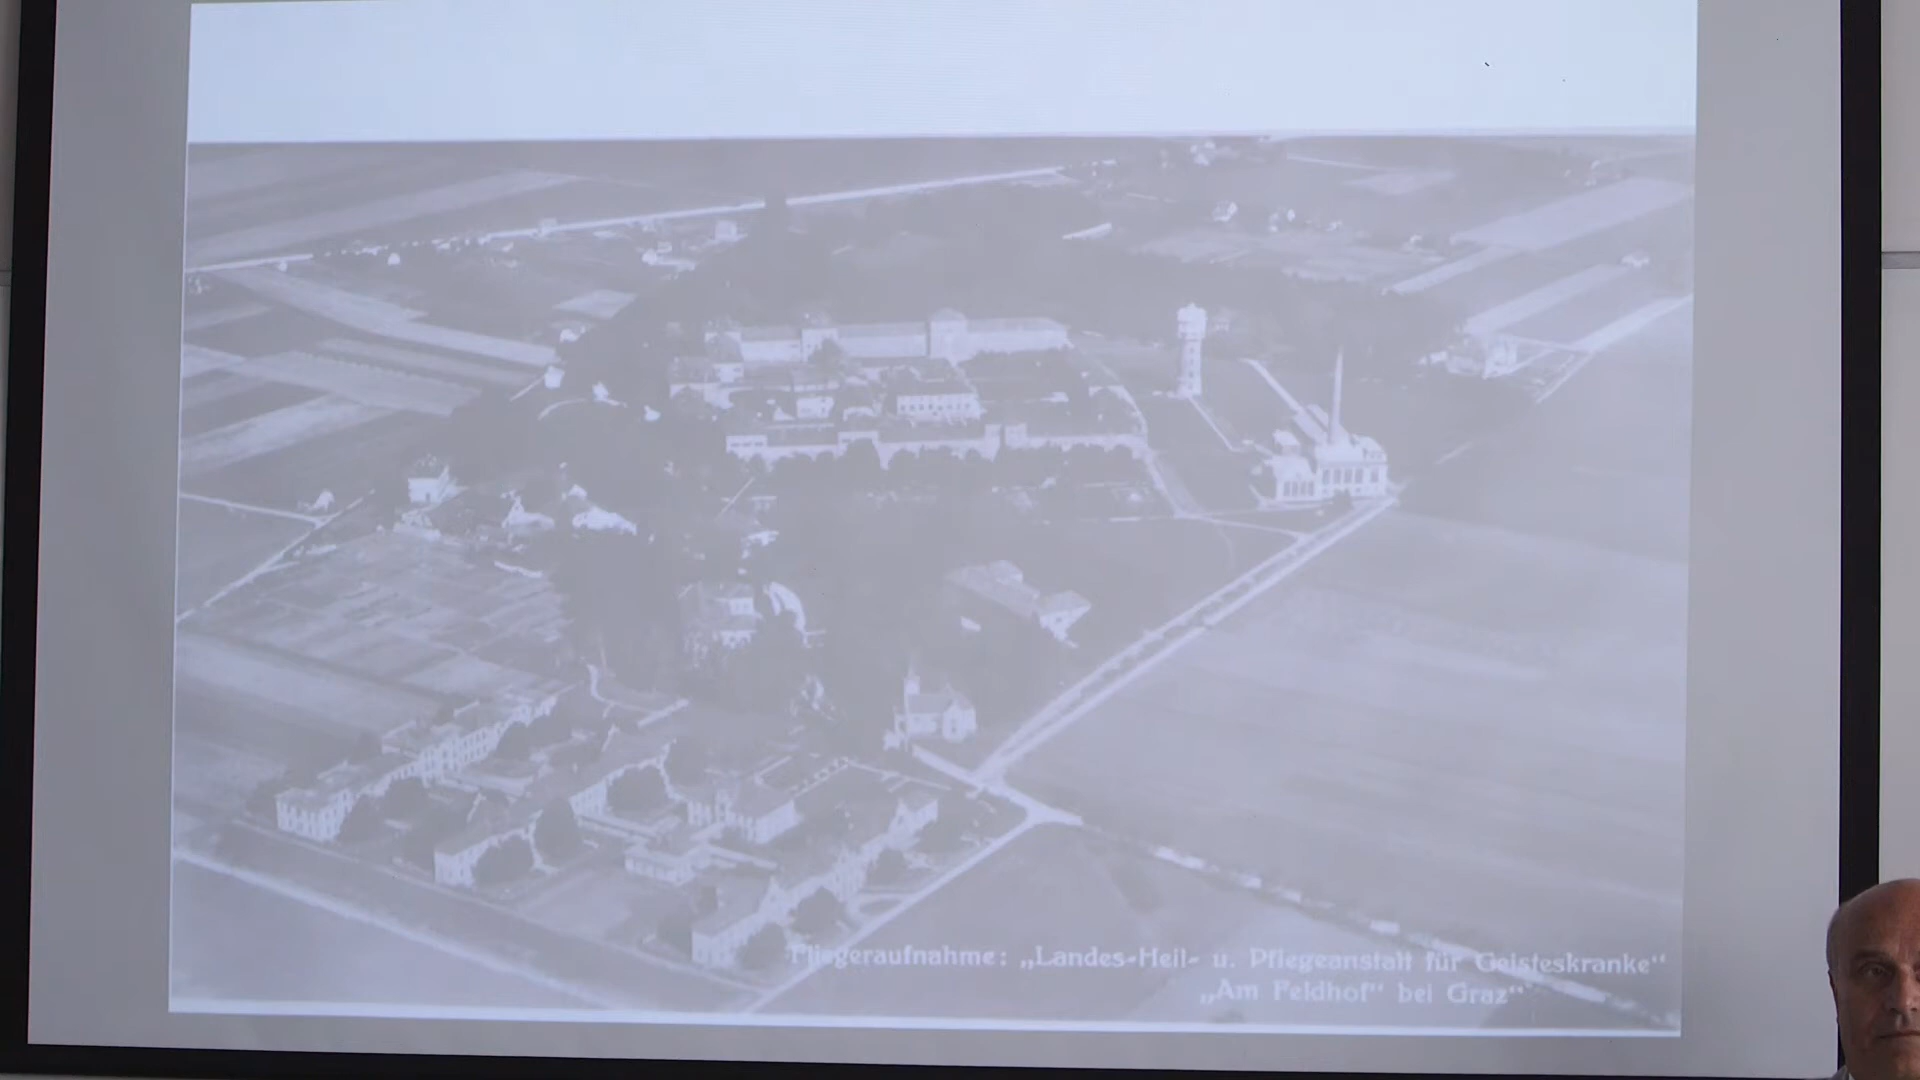 Fliegeraufnahme: „Landes-Heil- u. Pflegeanstalt für Geisteskranke“
„Am Feldhof“ bei Graz“